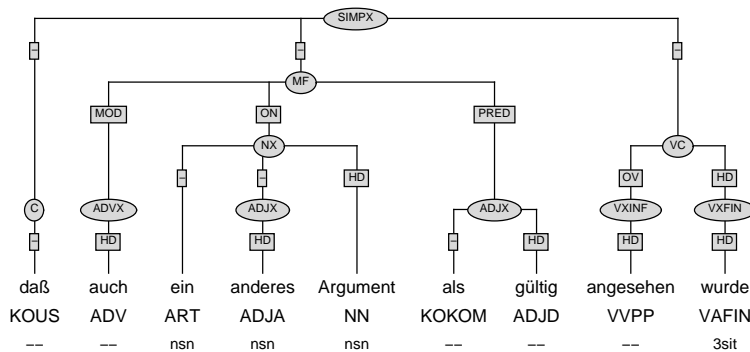 SIMPX
– – –
MF
MOD ON PRED
NX VC
– – HD OV HD
C ADVX ADJX ADJX VXINF VXFIN
– HD HD – HD HD HD
daß auch ein anderes Argument als gültig angesehen wurde
KOUS ADV ART ADJA NN KOKOM ADJD VVPP VAFIN
–– –– nsn nsn nsn –– –– –– 3sit